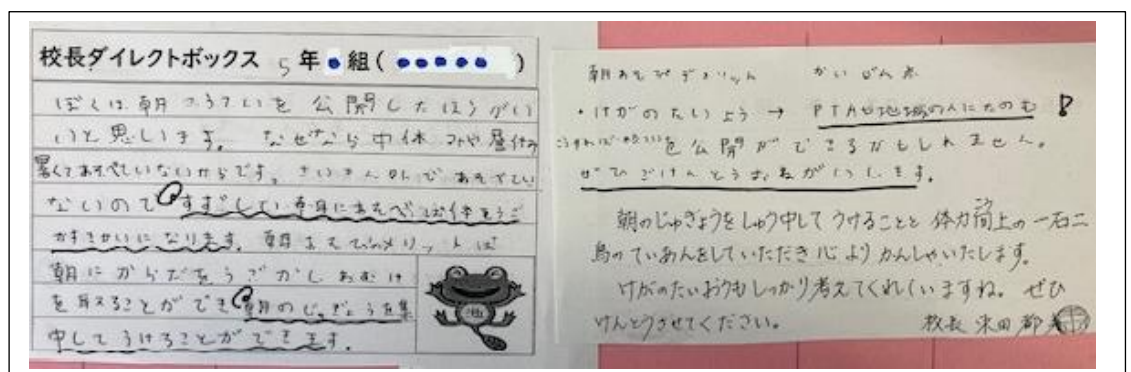 校長ダイレクトボックス 5年 組( )
ぼくは朝こうていを公開したほうがい
いと思います。なぜなら中休みや昼休み
暑くてあそべていないからです。さいきん外であそべてい
ないのですずしい朝にあそべば体をうご
かすきかいになります。朝あそびのメリットは
朝にからだをうごかしねむけ
を覚えることができ朝のじゅぎょうを集
中してうけることができます。
朝あそびデメリット かいぜん点
・けがのたいよう→PTAや地域の人にたのむ!
こうすれば を公開ができるかもしれません。
ぜひごけんとうおねがいします。
朝のじゅぎょうをしゅう中してうけることと体力向上の一石二
コウ
鳥のていあんをしていただき心よりかんしゃいたします。
けがのたいおうもしっかり考えてくれていますね。ぜひ
けんとうさせてください。
校長 米田